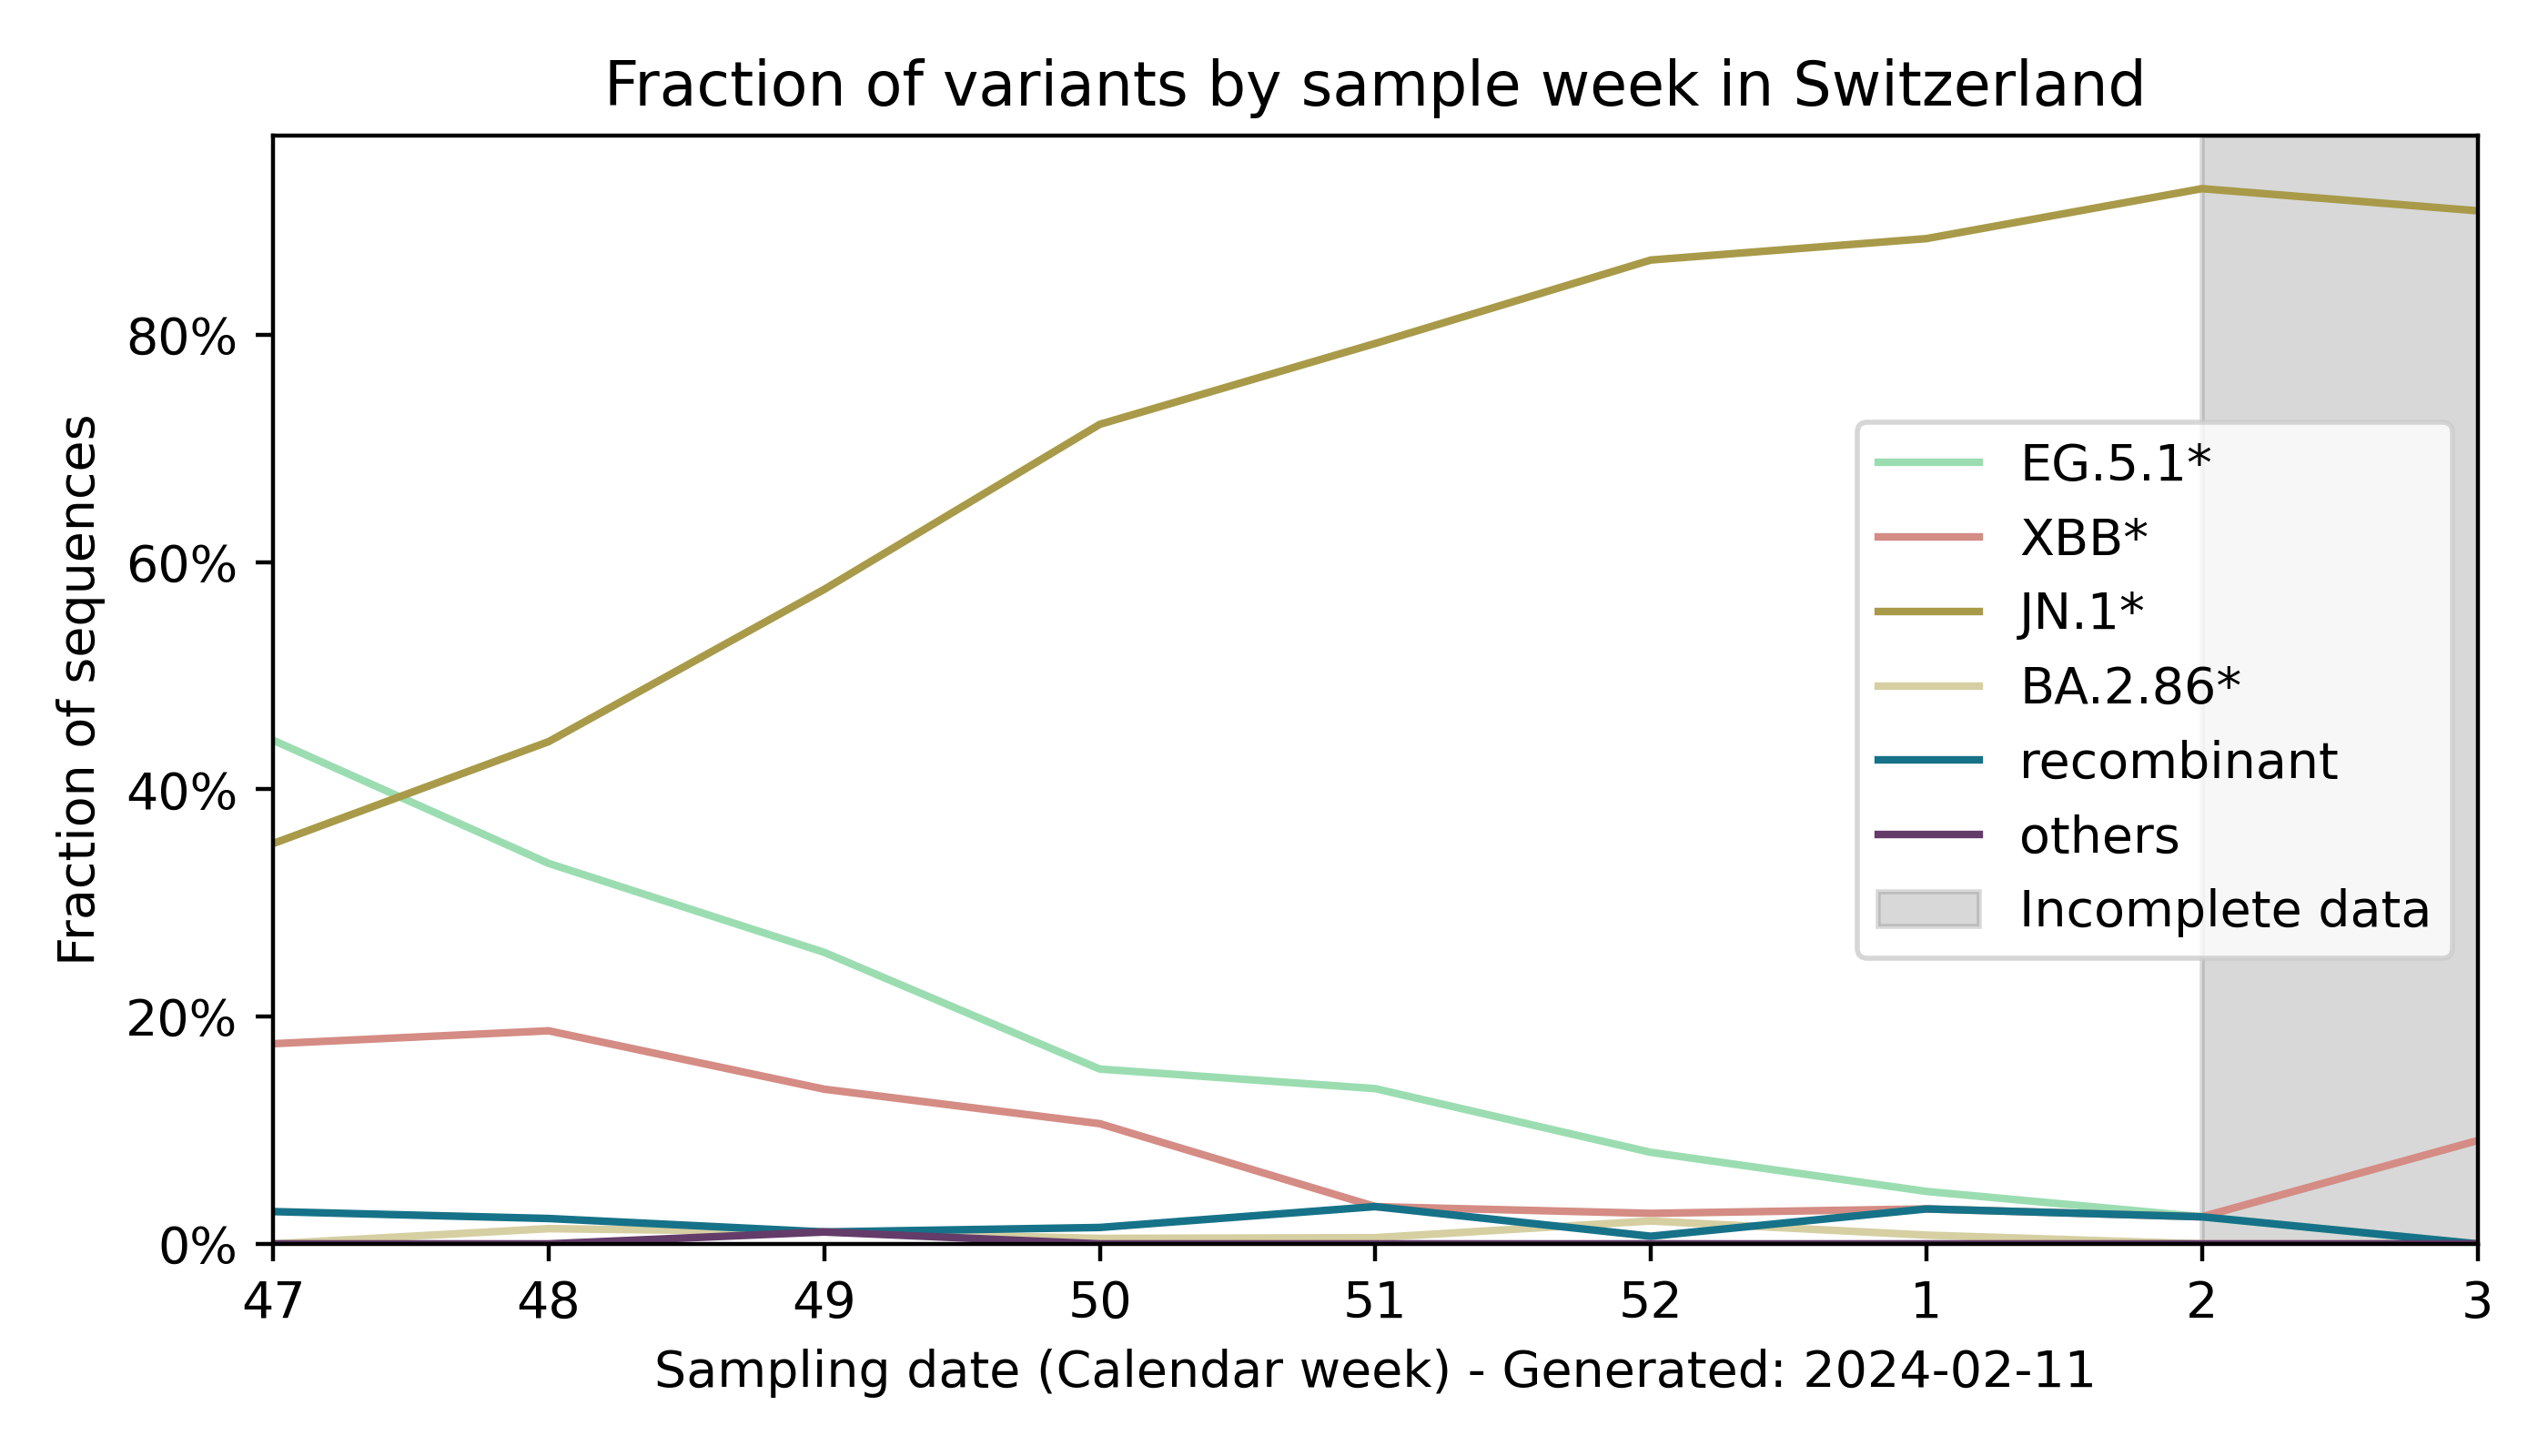 Fraction of variants by sample week in Switzerland
Fraction of sequences
80%
60%
40%
20%
0%
EG.5.1*
XBB*
JN.1*
BA.2.86*
recombinant
others
Incomplete data
47 48 49 50 51 52 1 2 3
Sampling date (Calendar week) - Generated: 2024-02-11